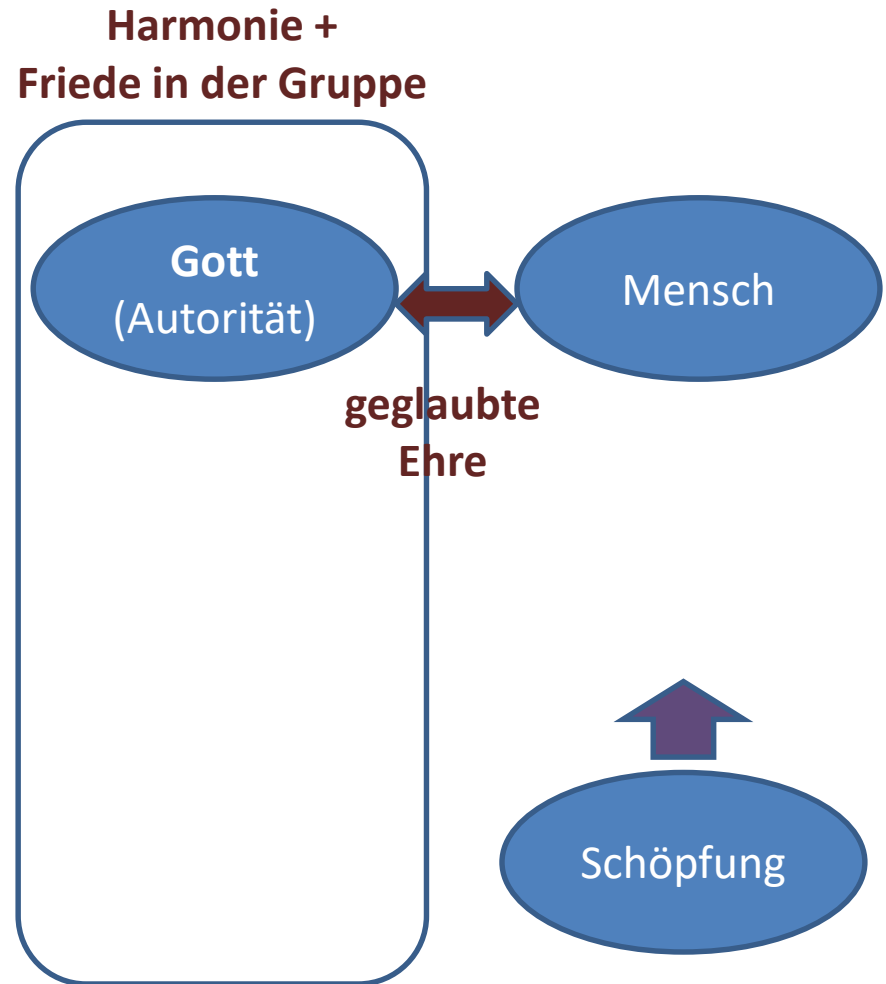 Harmonie +
Friede in der Gruppe
Gott
(Autorität)
Mensch
geglaubte
Ehre
Schöpfung